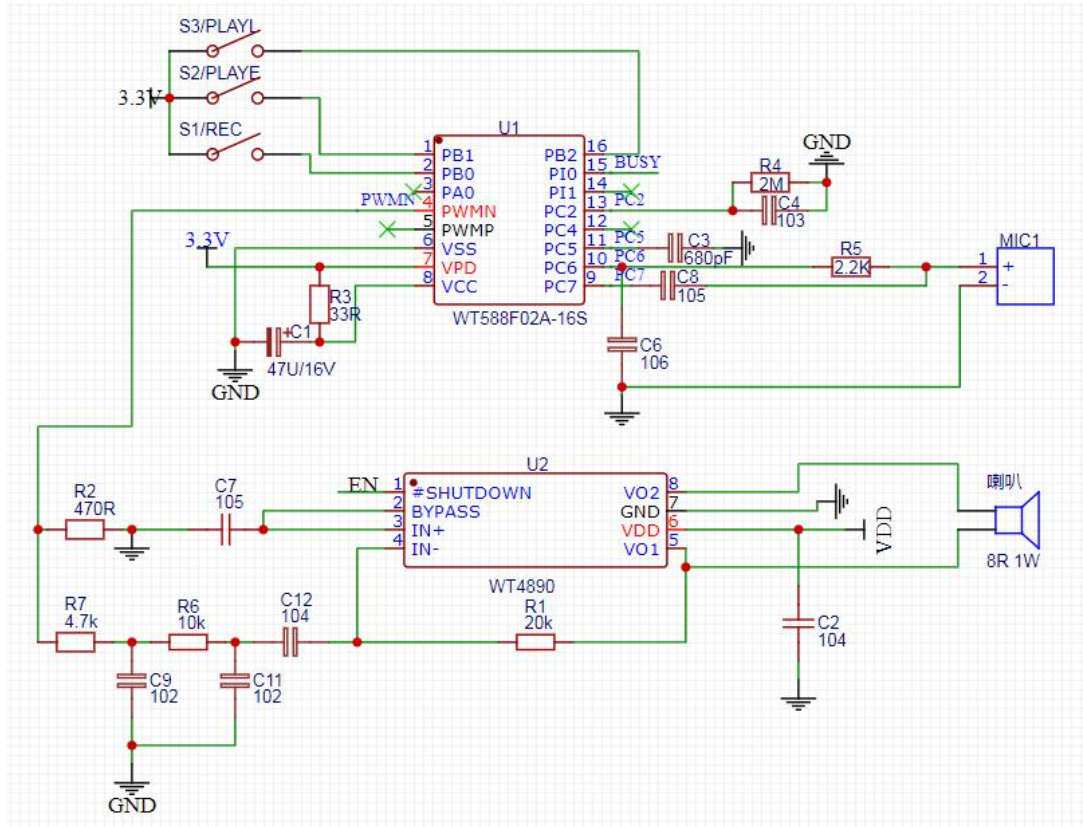 S3/PLAYL
S2/PLAYE
3.3V
S1/REC
U1
1 PB1
2 PB0
3 PA0
PWMN
4 PWMN
5 PWMP
6 VSS
7 VPD
8 VCC
PB2 16
PI0 15 BUSY
PI1 14
PC2 13 PC2
PC4 12
PC5 11 PC5
PC6 10 PC6
PC7 9 PC7
WT588F02A-16S
3.3V
R3
33R
C1
+
47U/16V
GND
GND
R4
2M
C4
103
C3
680pF
C8
105
R5
2.2K
MIC1
1 +
2 -
C6
106
U2
EN
1 #SHUTDOWN
2 BYPASS
3 IN+
4 IN-
VO2 8
GND 7
VDD 6
VO1 5
WT4890
R2
470R
C7
105
R7
4.7k
R6
10k
C12
104
R1
20k
C9
102
C11
102
GND
VDD
C2
104
喇叭
8R 1W